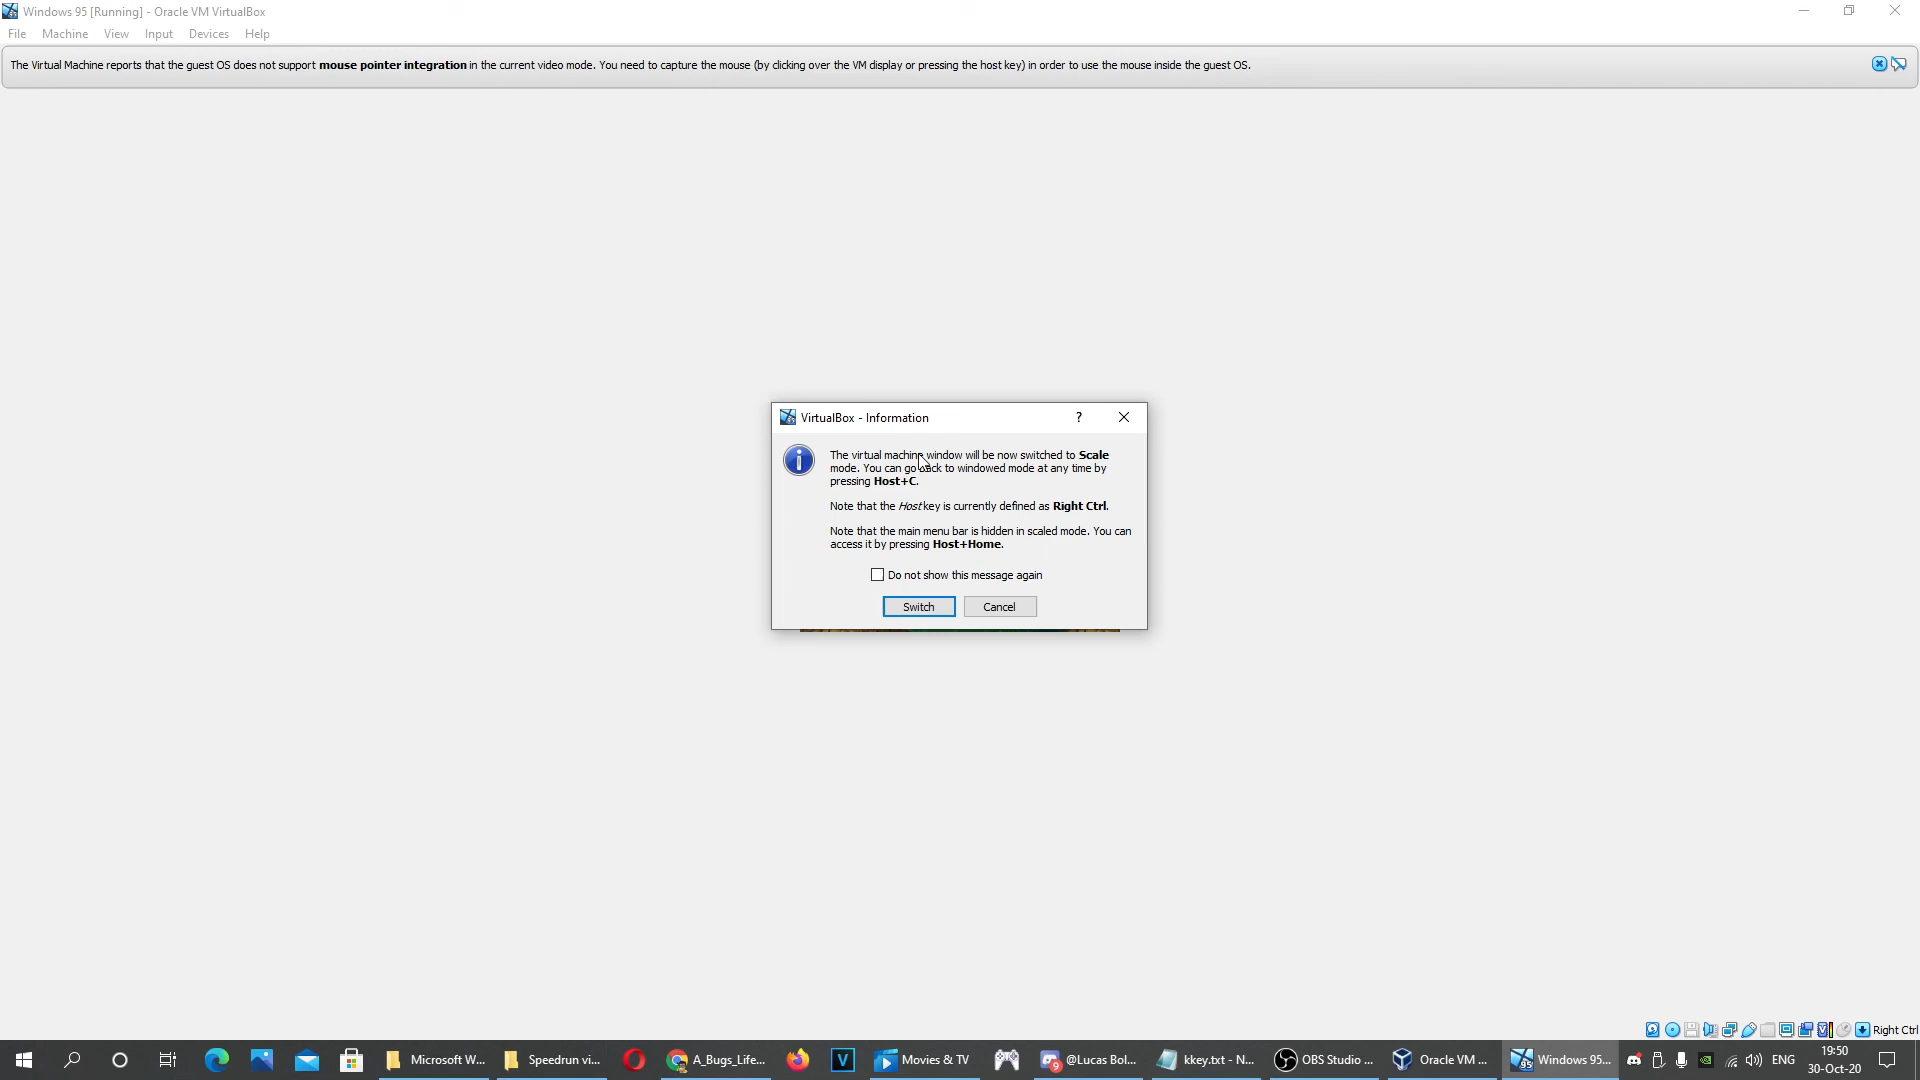 Windows 95 [Running] - Oracle VM VirtualBox
File Machine View Input Devices Help
The Virtual Machine reports that the guest OS does not support mouse pointer integration in the current video mode. You need to capture the mouse (by clicking over the VM display or pressing the host key) in order to use the mouse inside the guest OS.
VirtualBox - Information
?
The virtual machine window will be now switched to Scale
mode. You can go back to windowed mode at any time by
pressing Host+C.
Note that the Host key is currently defined as Right Ctrl.
Note that the main menu bar is hidden in scaled mode. You can
access it by pressing Host+Home.
Do not show this message again
Switch Cancel
Right Ctrl
Microsoft W... Speedrun vi... A_Bugs_Life... V Movies & TV 9 @Lucas Bol... kkey.txt - N... OBS Studio ... Oracle VM ... 95 Windows 95... ENG
19:50
30-Oct-20